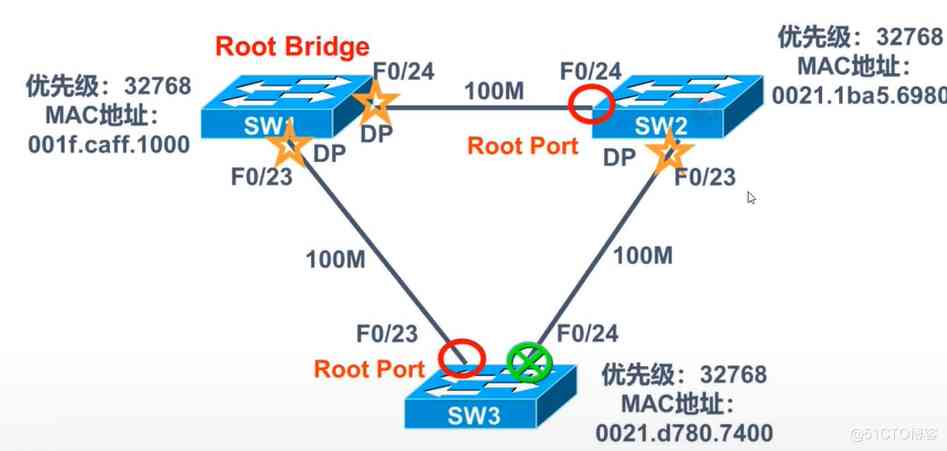 Root Bridge
优先级：32768
MAC地址：
001f.caff.1000
SW1
F0/24
DP
DP
F0/23
100M
F0/24
Root Port
SW2
DP
F0/23
优先级：32768
MAC地址：
0021.1ba5.6980
100M
100M
F0/23
Root Port
F0/24
SW3
优先级：32768
MAC地址：
0021.d780.7400
@51CTO博客